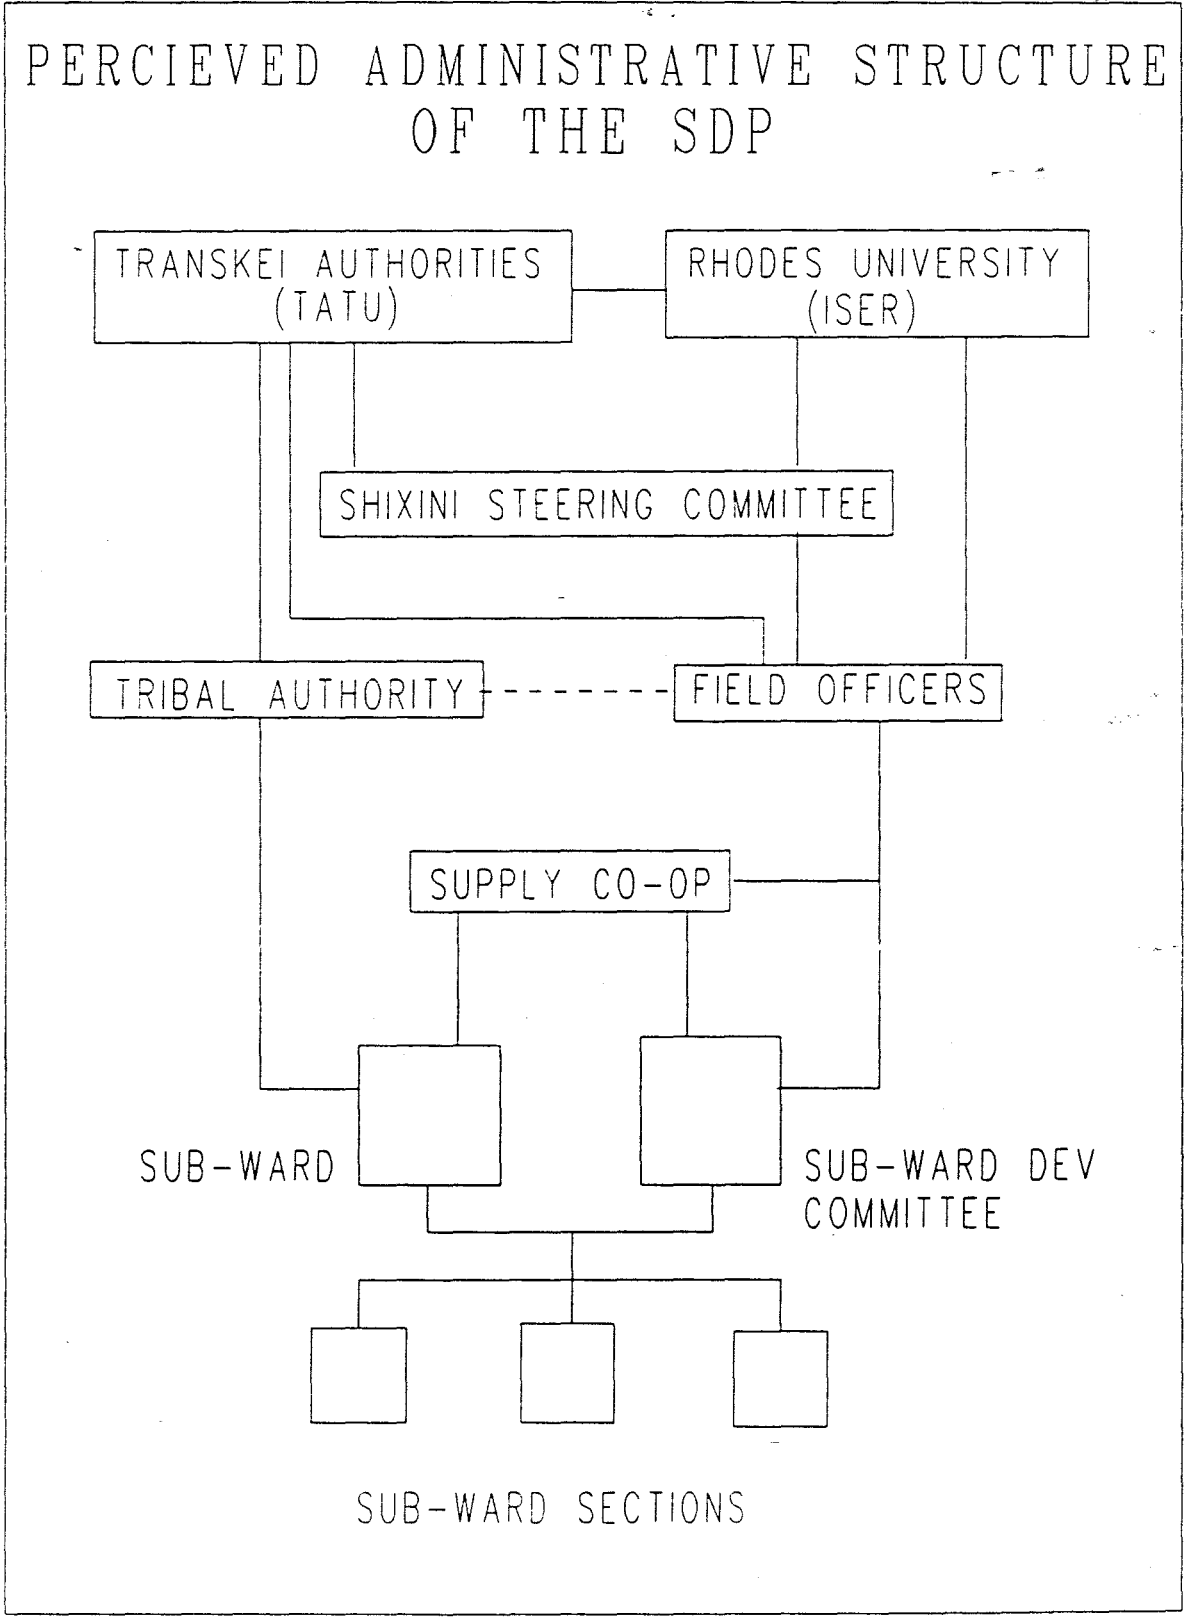 PERCIEVED ADMINISTRATIVE STRUCTURE
OF THE SDP
TRANSKEI AUTHORITIES
(TATU)
RHODES UNIVERSITY
(ISER)
SHIXINI STEERING COMMITTEE
TRIBAL AUTHORITY
FIELD OFFICERS
SUPPLY CO-OP
SUB-WARD
SUB-WARD DEV
COMMITTEE
SUB-WARD SECTIONS